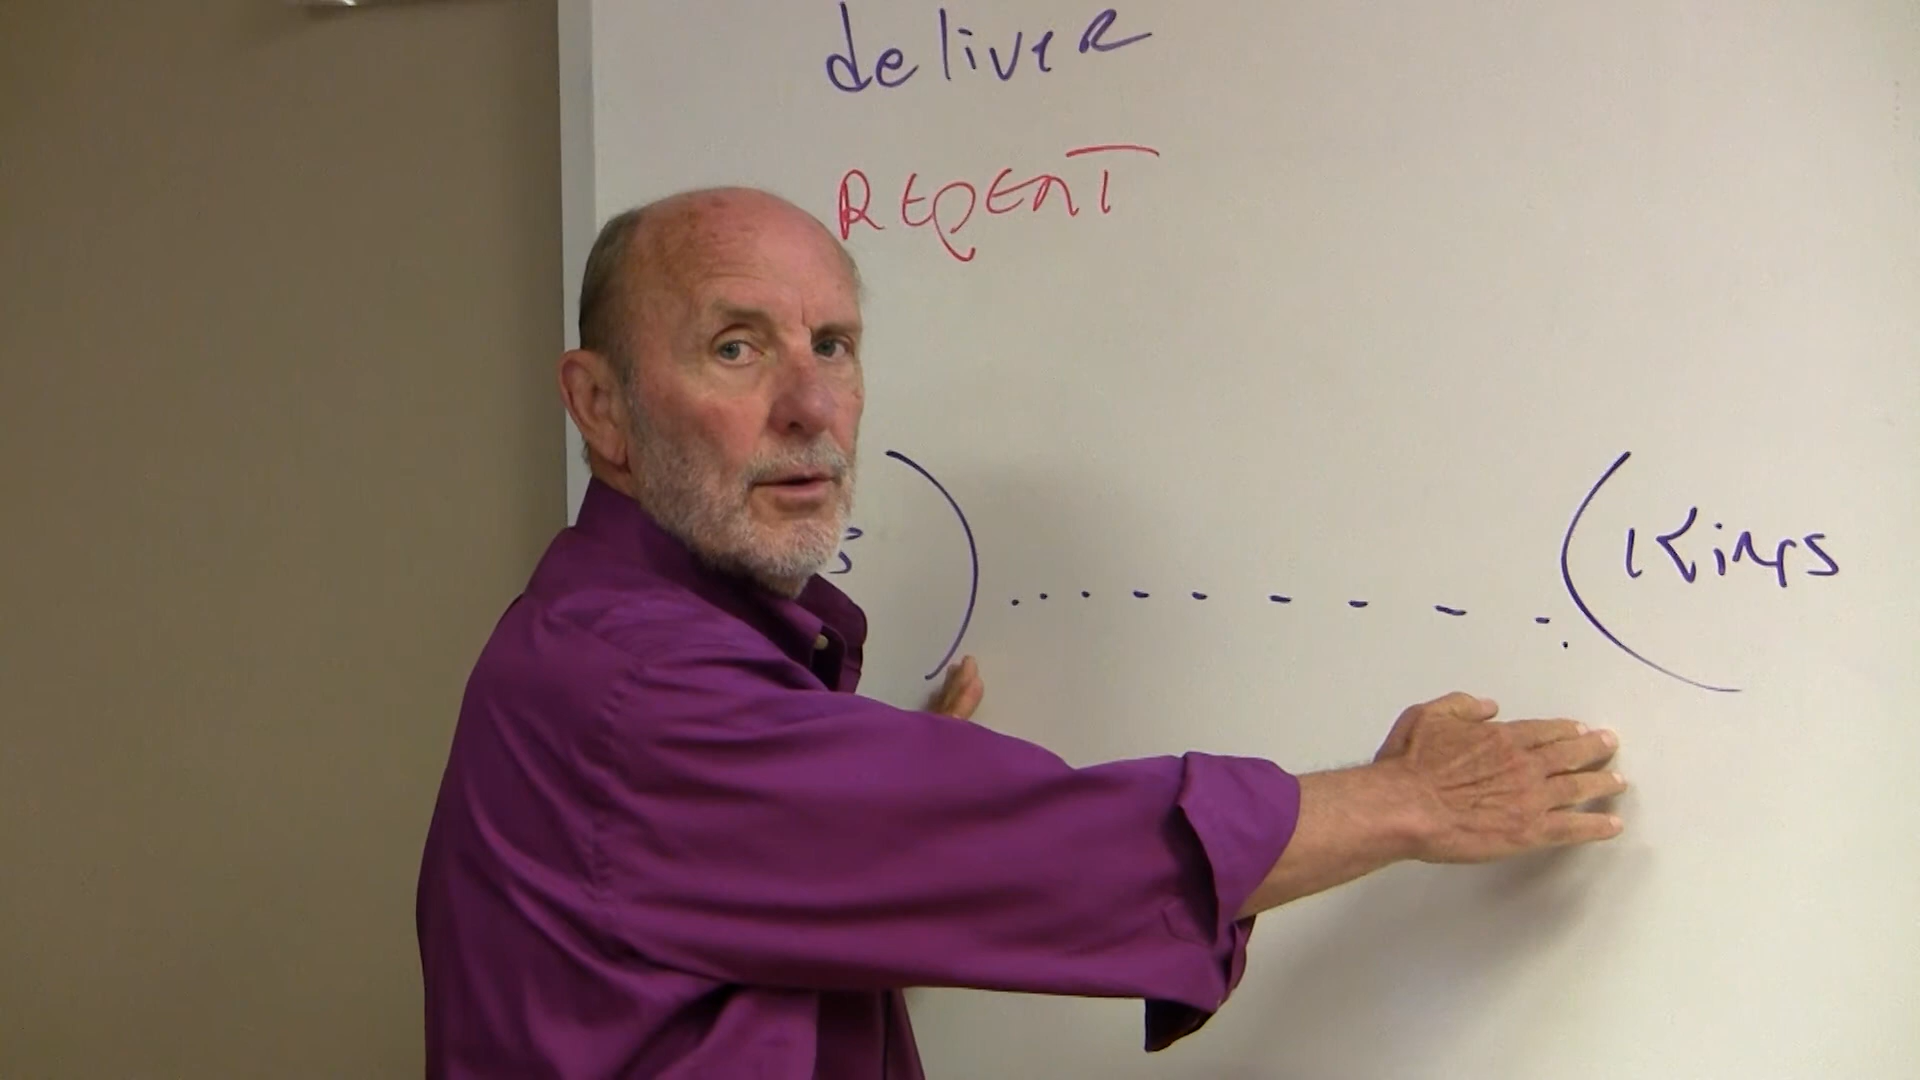 deliver
REPENT
s) ......... (Kings